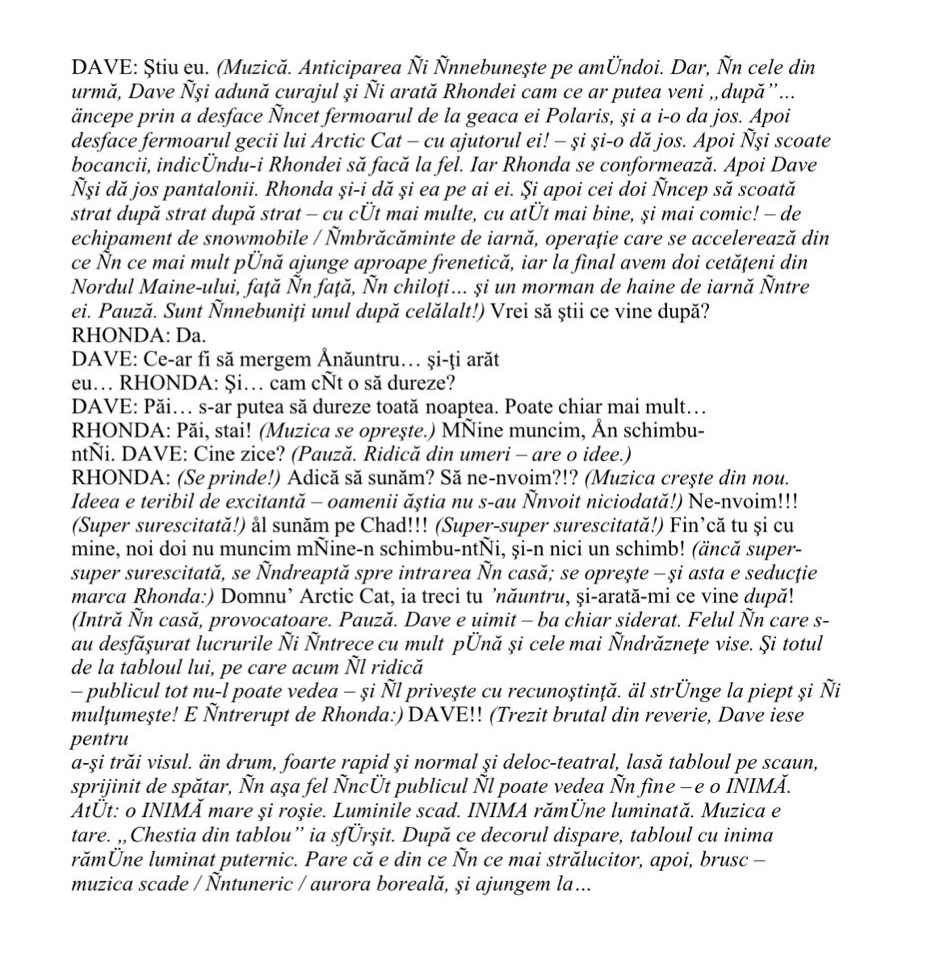 DAVE: Ştiu eu. (Muzică. Anticiparea Ñi Ñnnebuneşte pe amÜndoi. Dar, Ñn cele din
urmă, Dave Ñşi adună curajul şi Ñi arată Rhondei cam ce ar putea veni „după”…
äncepe prin a desface Ñncet fermoarul de la geaca ei Polaris, şi a i-o da jos. Apoi
desface fermoarul gecii lui Arctic Cat – cu ajutorul ei! – şi şi-o dă jos. Apoi Ñşi scoate
bocancii, indicÜndu-i Rhondei să facă la fel. Iar Rhonda se conformează. Apoi Dave
Ñşi dă jos pantalonii. Rhonda şi-i dă şi ea pe ai ei. Şi apoi cei doi Ñncep să scoată
strat după strat după strat – cu cÜt mai multe, cu atÜt mai bine, şi mai comic! – de
echipament de snowmobile / Ñmbrăcăminte de iarnă, operaţie care se accelerează din
ce Ñn ce mai mult pÜnă ajunge aproape frenetică, iar la final avem doi cetăţeni din
Nordul Maine-ului, faţă Ñn faţă, Ñn chiloţi… şi un morman de haine de iarnă Ñntre
ei. Pauză. Sunt Ñnnebuniţi unul după celălalt!) Vrei să ştii ce vine după?
RHONDA: Da.
DAVE: Ce-ar fi să mergem Ånăuntru… şi-ţi arăt
eu… RHONDA: Şi… cam cÑt o să dureze?
DAVE: Păi… s-ar putea să dureze toată noaptea. Poate chiar mai mult…
RHONDA: Păi, stai! (Muzica se opreşte.) MÑine muncim, Ån schimbu-
ntÑi. DAVE: Cine zice? (Pauză. Ridică din umeri – are o idee.)
RHONDA: (Se prinde!) Adică să sunăm? Să ne-nvoim?!? (Muzica creşte din nou.
Ideea e teribil de excitantă – oamenii ăştia nu s-au Ñnvoit niciodată!) Ne-nvoim!!!
(Super surescitată!) ål sunăm pe Chad!!! (Super-super surescitată!) Fin’că tu şi cu
mine, noi doi nu muncim mÑine-n schimbu-ntÑi, şi-n nici un schimb! (äncă super-
super surescitată, se Ñndreaptă spre intrarea Ñn casă; se opreşte – şi asta e seducţie
marca Rhonda:) Domnu’ Arctic Cat, ia treci tu ’năuntru, şi-arată-mi ce vine după!
(Intră Ñn casă, provocatoare. Pauză. Dave e uimit – ba chiar siderat. Felul Ñn care s-
au desfăşurat lucrurile Ñi Ñntrece cu mult pÜnă şi cele mai Ñndrăzneţe vise. Şi totul
de la tabloul lui, pe care acum Ñl ridică
– publicul tot nu-l poate vedea – şi Ñl priveşte cu recunoştinţă. äl strÜnge la piept şi Ñi
mulţumeşte! E Ñntrerupt de Rhonda:) DAVE!! (Trezit brutal din reverie, Dave iese
pentru
a-şi trăi visul. än drum, foarte rapid şi normal şi deloc-teatral, lasă tabloul pe scaun,
sprijinit de spătar, Ñn aşa fel ÑncÜt publicul Ñl poate vedea Ñn fine – e o INIMĂ.
AtÜt: o INIMĂ mare şi roşie. Luminile scad. INIMA rămÜne luminată. Muzica e
tare. „Chestia din tablou” ia sfÜrşit. După ce decorul dispare, tabloul cu inima
rămÜne luminat puternic. Pare că e din ce Ñn ce mai strălucitor, apoi, brusc –
muzica scade / Ñntuneric / aurora boreală, şi ajungem la…